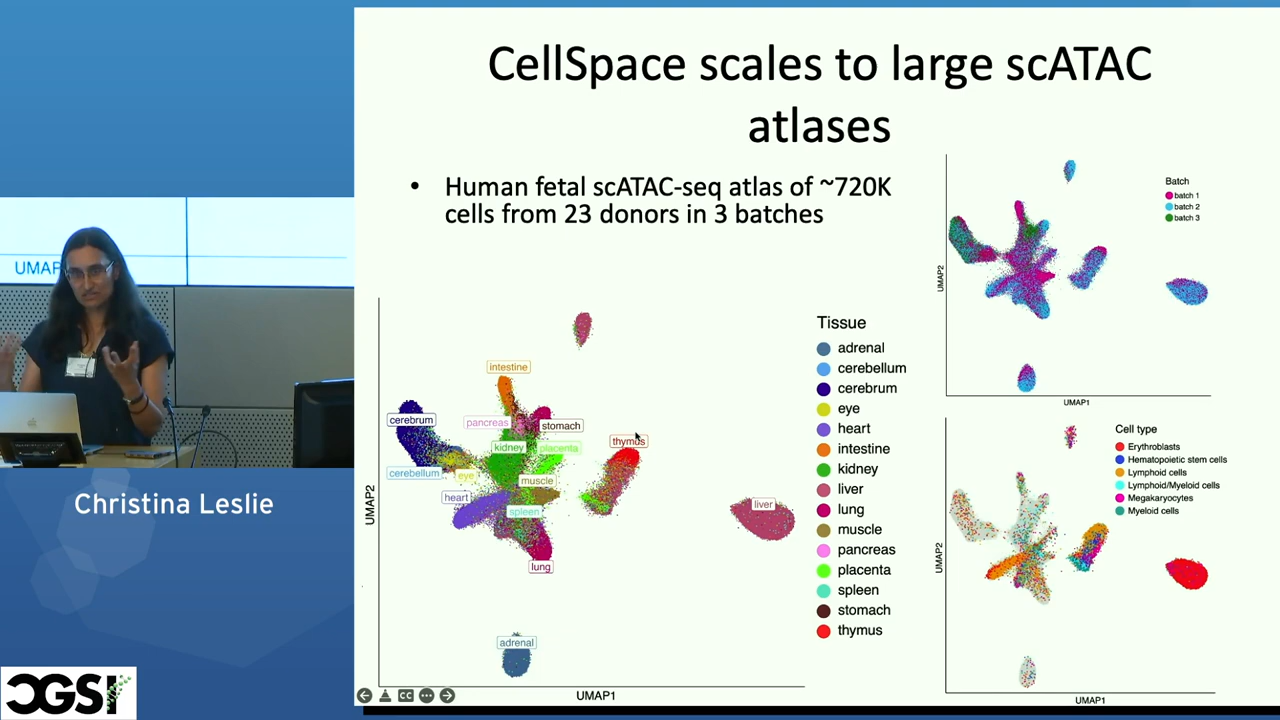 CellSpace scales to large scATAC
atlases
• Human fetal scATAC-seq atlas of ~720K
cells from 23 donors in 3 batches
UMAP
Christina Leslie
CGSI
UMAP2
intestine
cerebrum
pancreas
stomach
kidney
placenta
thymus
cerebellum
eye
muscle
heart
spleen
liver
lung
adrenal
UMAP1
CC
Tissue
adrenal
cerebellum
cerebrum
eye
heart
intestine
kidney
liver
lung
muscle
pancreas
placenta
spleen
stomach
thymus
UMAP2
Batch
batch 1
batch 2
batch 3
UMAP1
UMAP2
Cell type
Erythroblasts
Hematopoietic stem cells
Lymphoid cells
Lymphoid/Myeloid cells
Megakaryocytes
Myeloid cells
UMAP1